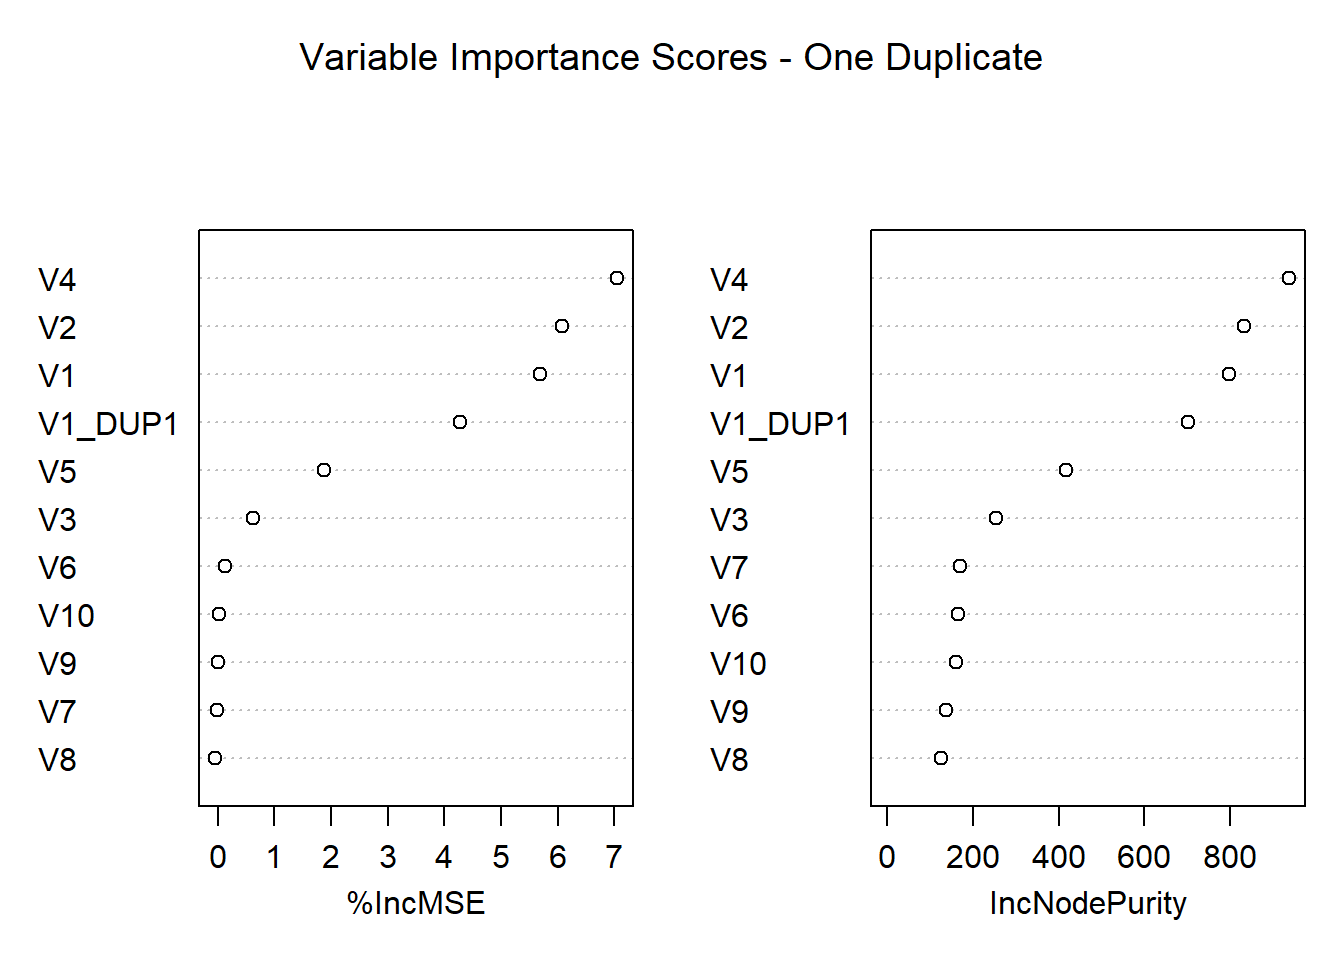 Variable Importance Scores - One Duplicate
V4
V2
V1
V1_DUP1
V5
V3
V6
V10
V9
V7
V8
0 1 2 3 4 5 6 7
%IncMSE
V4
V2
V1
V1_DUP1
V5
V3
V7
V6
V10
V9
V8
0 200 400 600 800
IncNodePurity